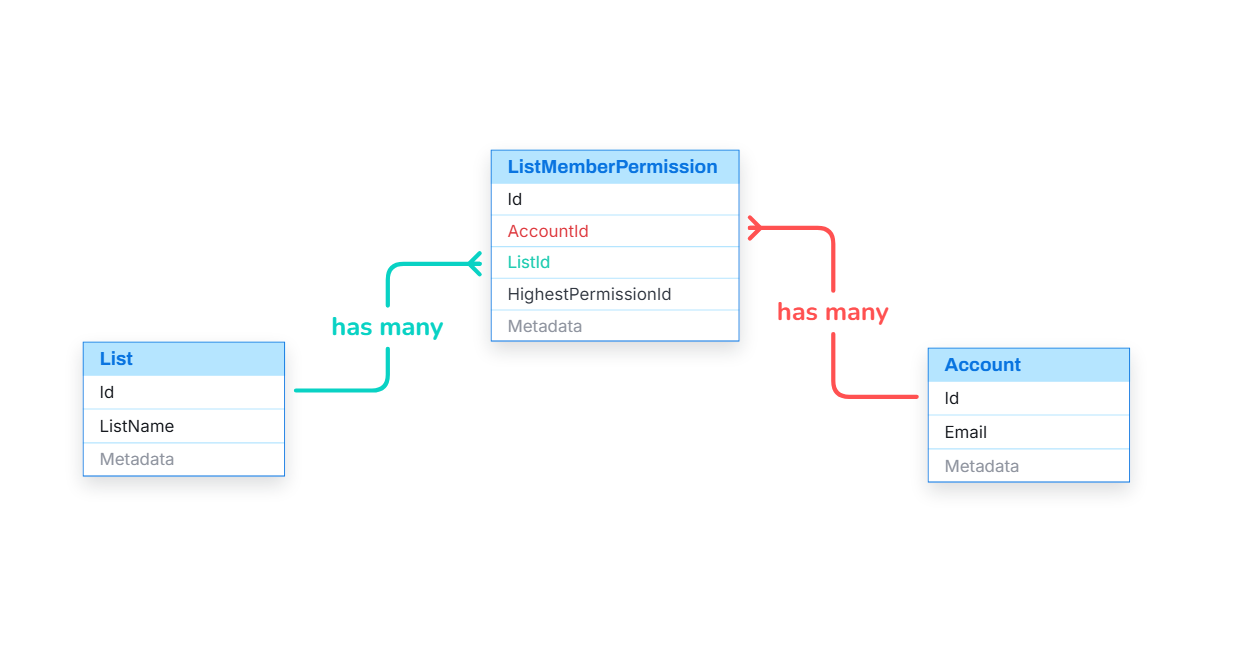 ListMemberPermission
Id
AccountId
ListId
HighestPermissionId
Metadata
has many
has many
List
Id
ListName
Metadata
Account
Id
Email
Metadata